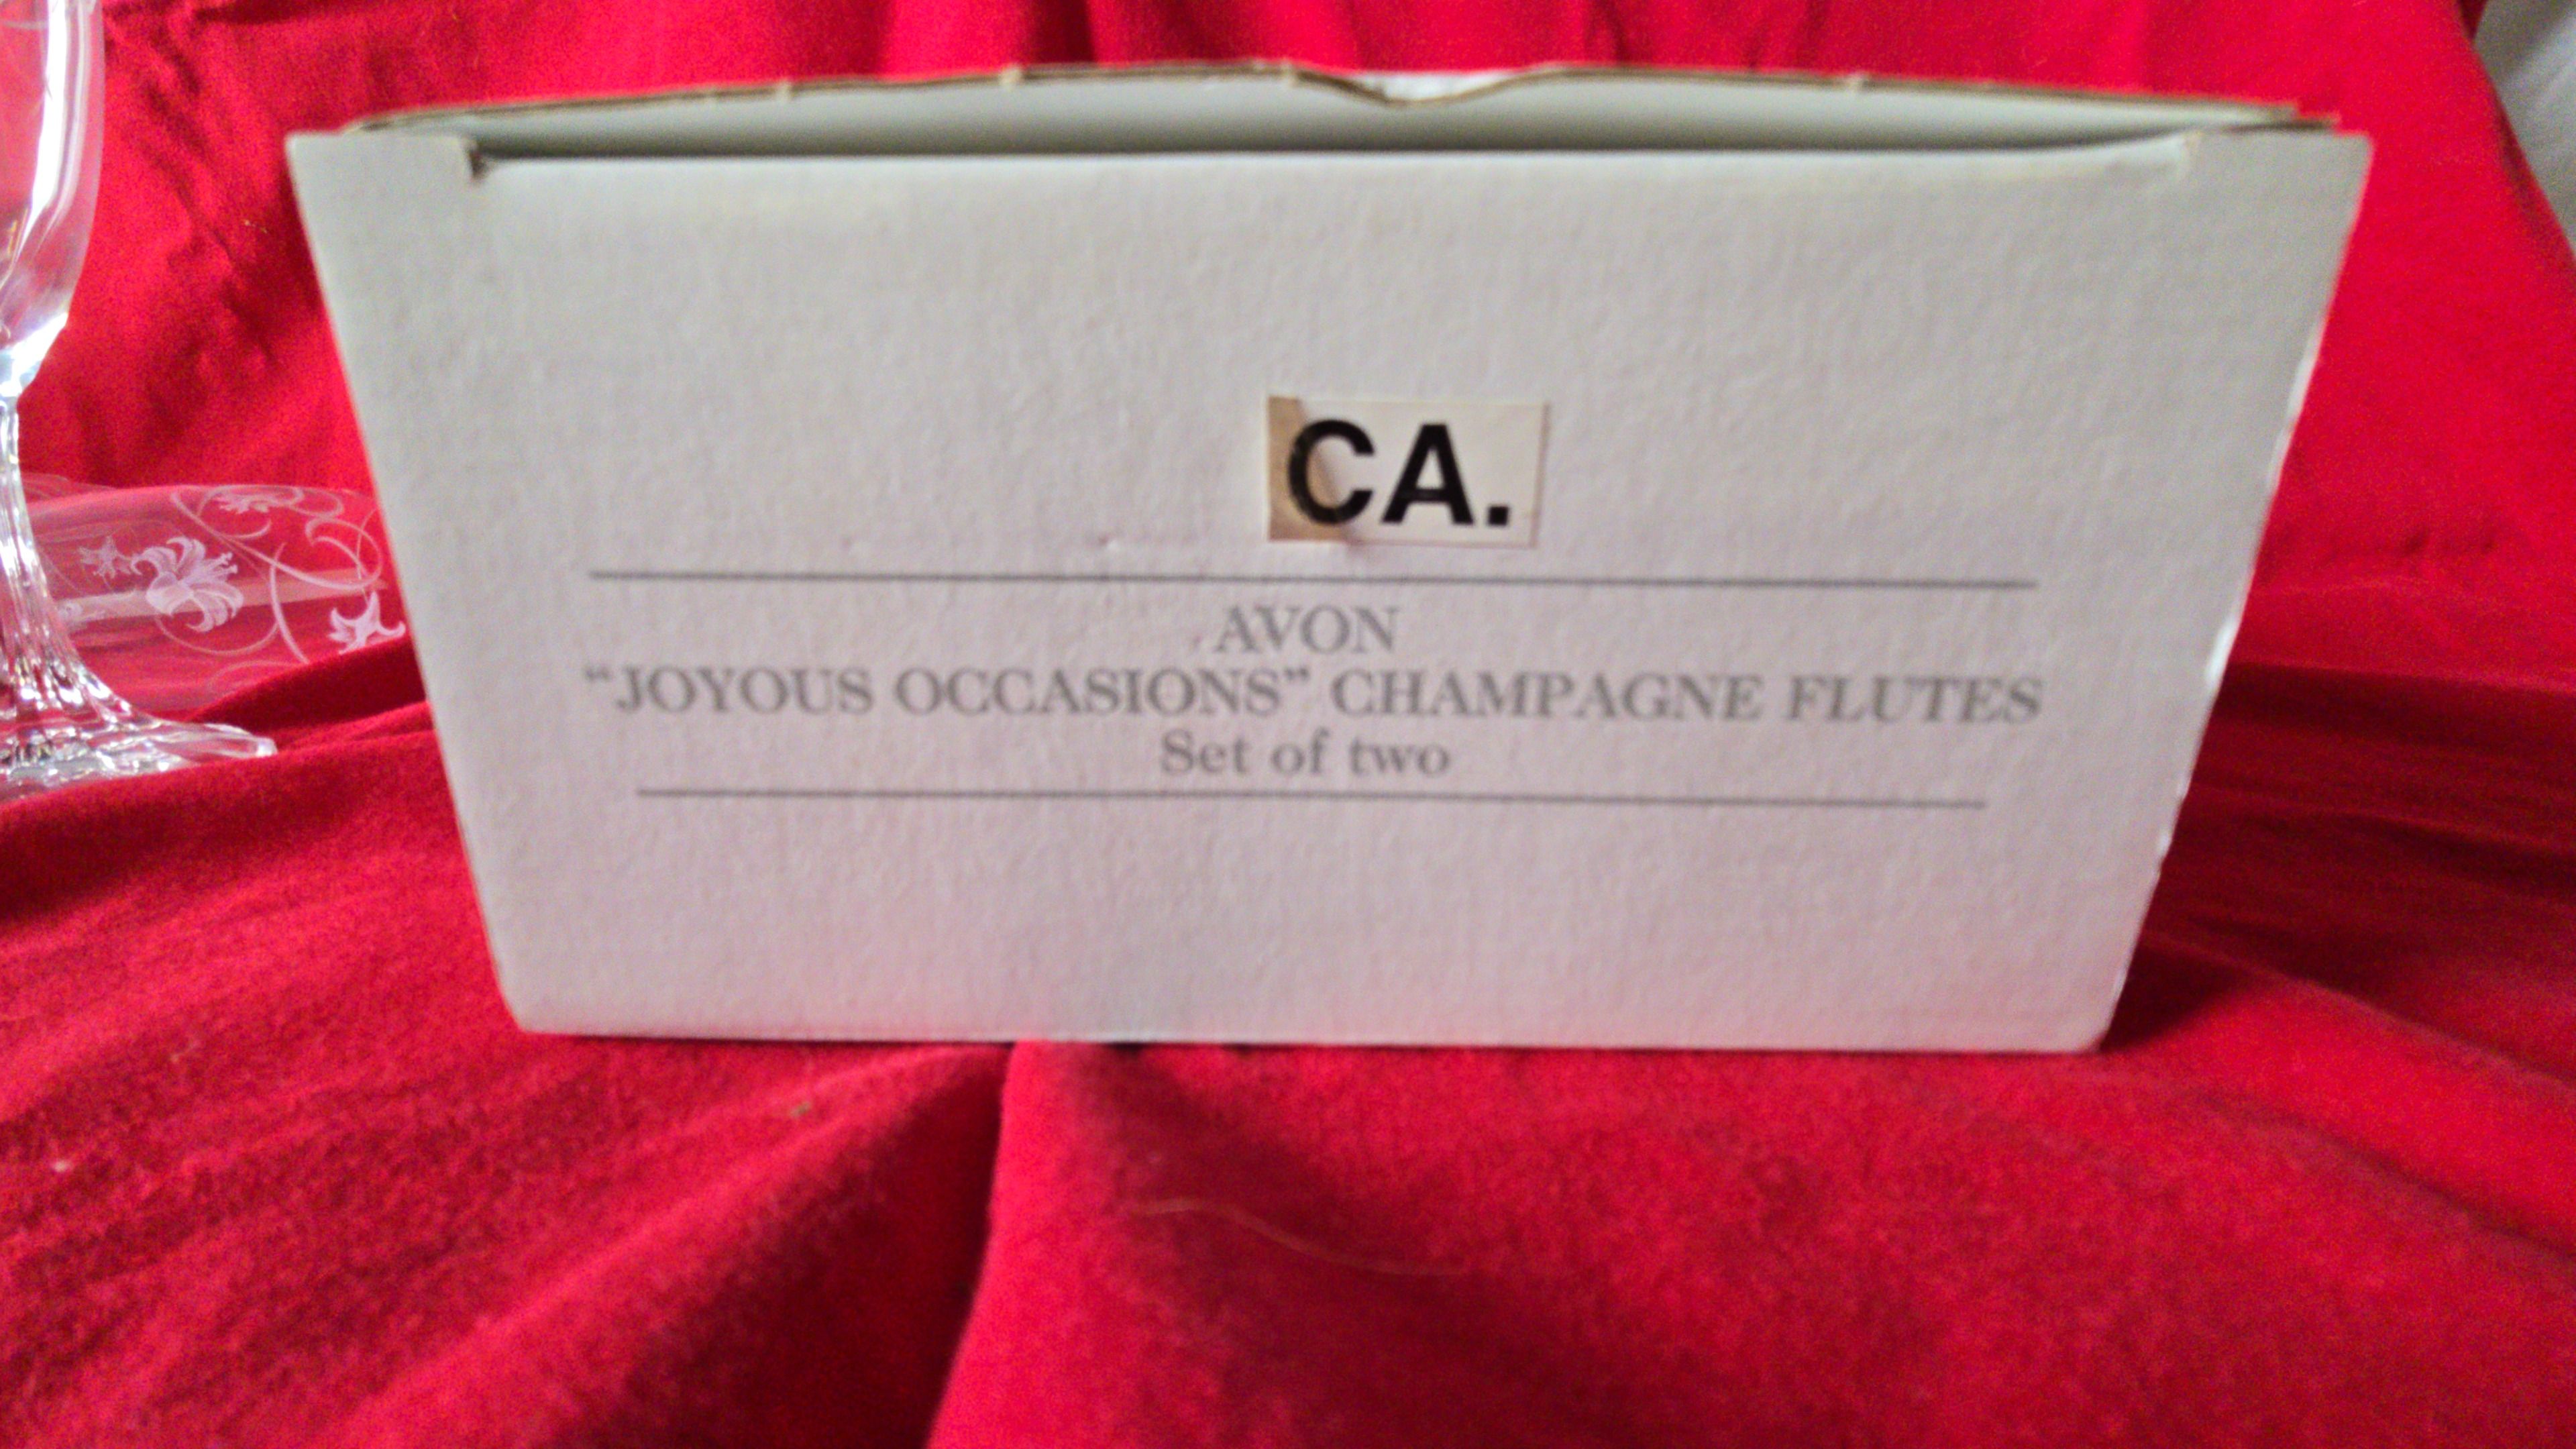 CA.
AVON
“JOYOUS OCCASIONS” CHAMPAGNE FLUTES
Set of two